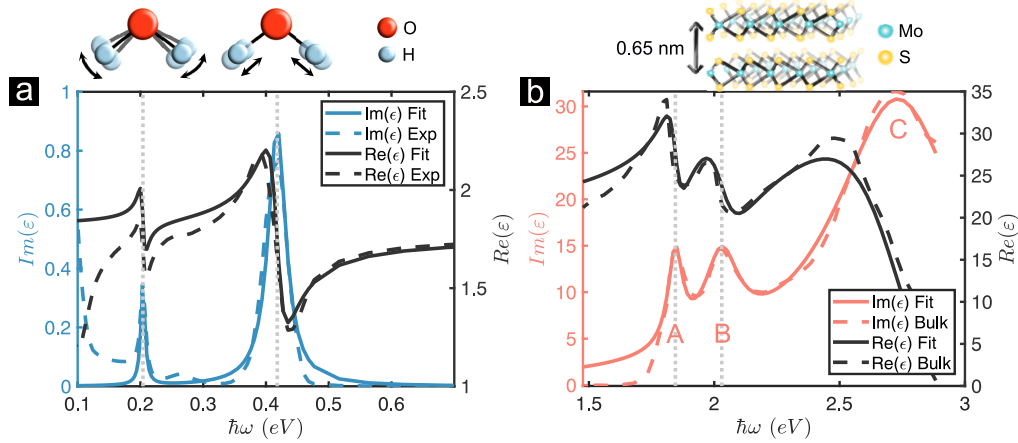 O
H
0.65 nm
Mo
S
a
1
0.8
0.6
0.4
0.2
0
Im(ε)
2.5
2
1.5
1
Re(ε)
Im(ϵ) Fit
Im(ϵ) Exp
Re(ϵ) Fit
Re(ϵ) Exp
0.1 0.2 0.3 0.4 0.5 0.6
ħω (eV)
b
30
25
20
15
10
5
0
Im(ε)
35
30
25
20
15
10
5
0
Re(ε)
A
B
C
Im(ϵ) Fit
Im(ϵ) Bulk
Re(ϵ) Fit
Re(ϵ) Bulk
1.5 2 2.5 3
ħω (eV)